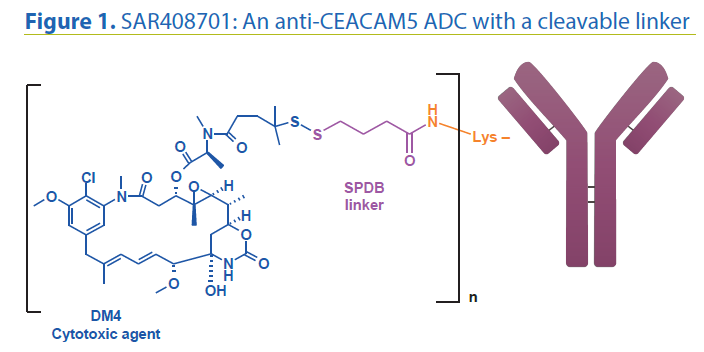 Figure 1. SAR408701: An anti-CEACAM5 ADC with a cleavable linker
H
N
Lys –
S
S
N
O
O
O
O
O
H
Cl
O
N
O
H
O
SPDB
linker
N
H
O
O
OH
n
DM4
Cytotoxic agent